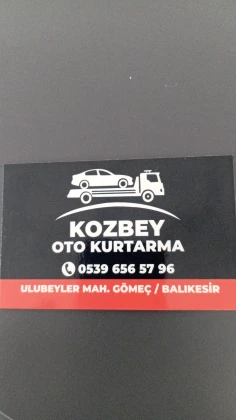 KOZBEY
OTO KURTARMA
0539 656 57 96
ULUBEYLER MAH. GÖMEÇ / BALIKESİR